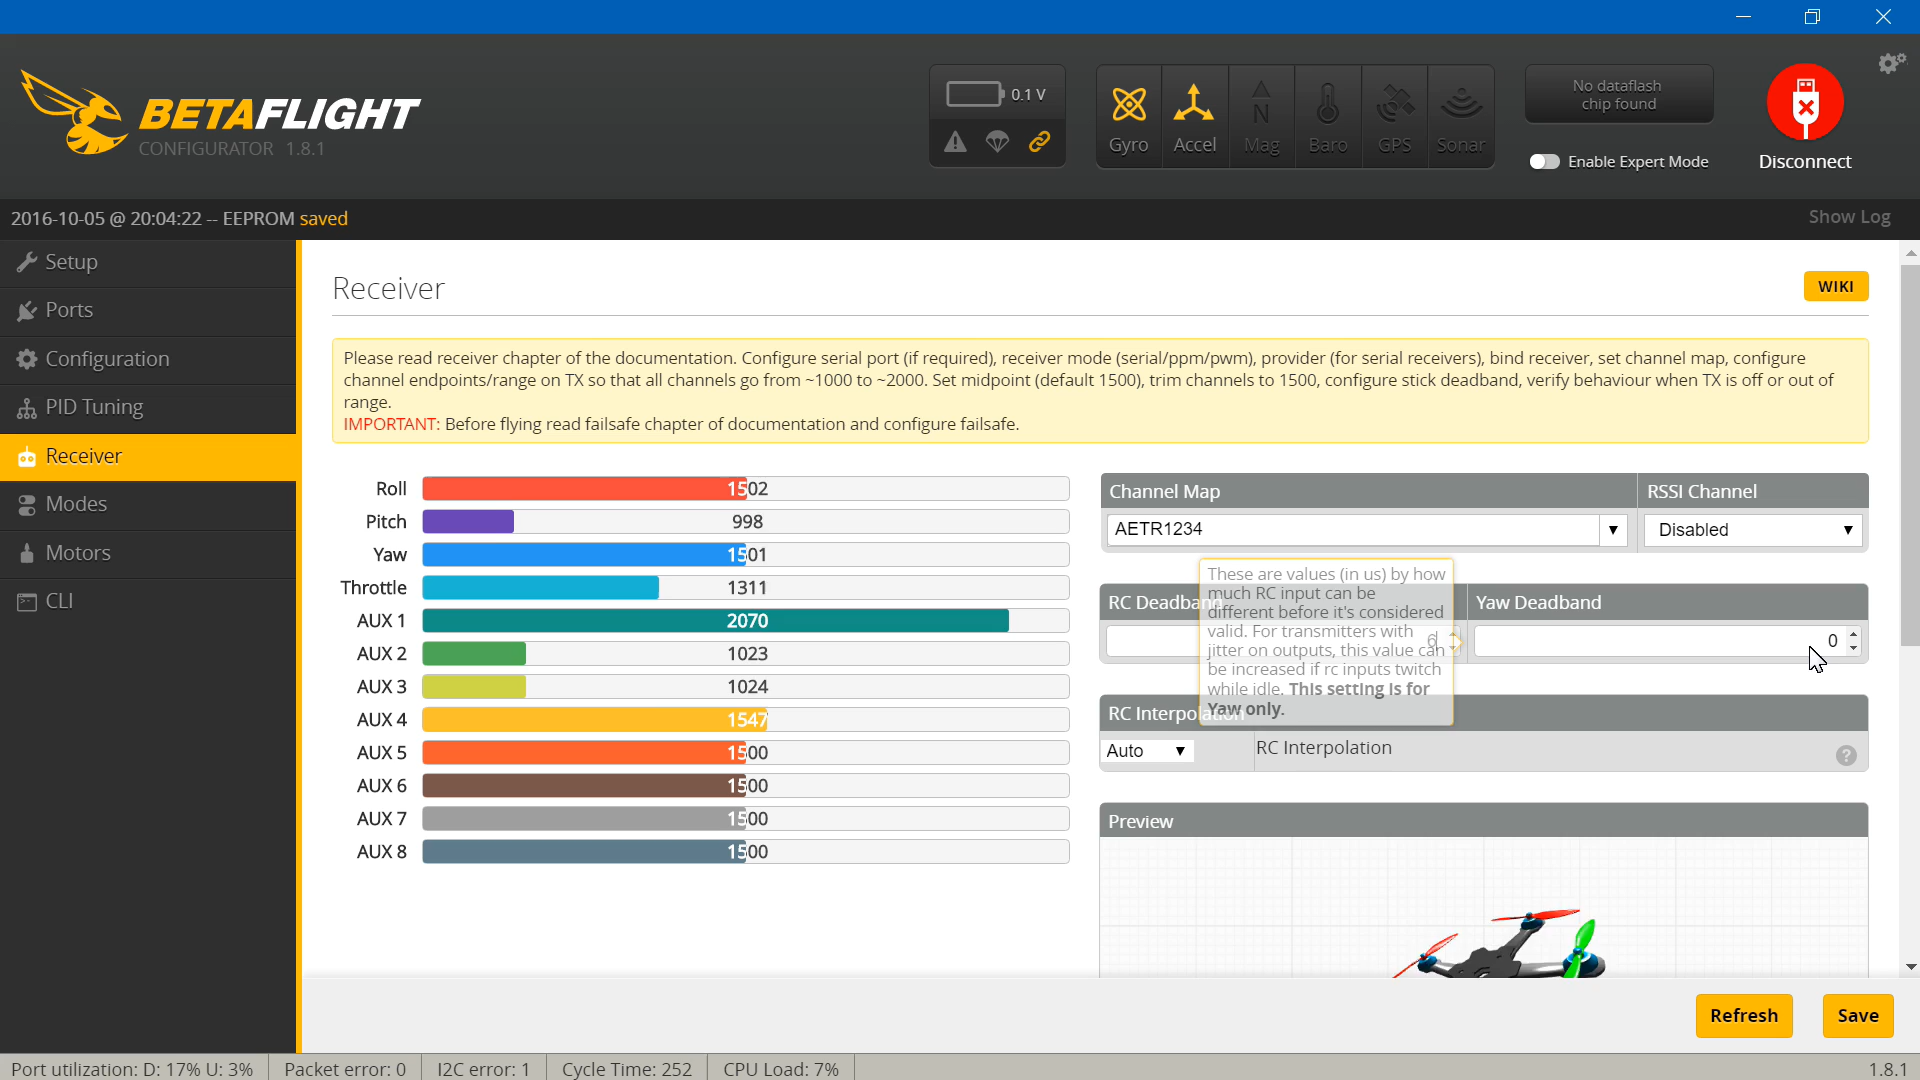 0.1 V
BETAFLIGHT
CONFIGURATOR 1.8.1
Gyro
Accel
Mag
Baro
GPS
Sonar
No dataflash
chip found
Enable Expert Mode
Disconnect
2016-10-05 @ 20:04:22 -- EEPROM saved
Show Log
Setup
Ports
Configuration
PID Tuning
Receiver
Modes
Motors
CLI
Receiver
WIKI
Please read receiver chapter of the documentation. Configure serial port (if required), receiver mode (serial/ppm/pwm), provider (for serial receivers), bind receiver, set channel map, configure
channel endpoints/range on TX so that all channels go from ~1000 to ~2000. Set midpoint (default 1500), trim channels to 1500, configure stick deadband, verify behaviour when TX is off or out of
range.
IMPORTANT: Before flying read failsafe chapter of documentation and configure failsafe.
Roll 1502
Pitch 998
Yaw 1501
Throttle 1311
AUX 1 2070
AUX 2 1023
AUX 3 1024
AUX 4 1547
AUX 5 1500
AUX 6 1500
AUX 7 1500
AUX 8 1500
Channel Map
RSSI Channel
AETR1234
Disabled
RC Deadband
Yaw Deadband
6
0
These are values (in us) by how
much RC input can be
different before it's considered
valid. For transmitters with
jitter on outputs, this value can
be increased if rc inputs twitch
while idle. This setting is for
Yaw only.
RC Interpolation
Auto
RC Interpolation
?
Preview
Refresh
Save
Port utilization: D: 17% U: 3%
Packet error: 0
I2C error: 1
Cycle Time: 252
CPU Load: 7%
1.8.1